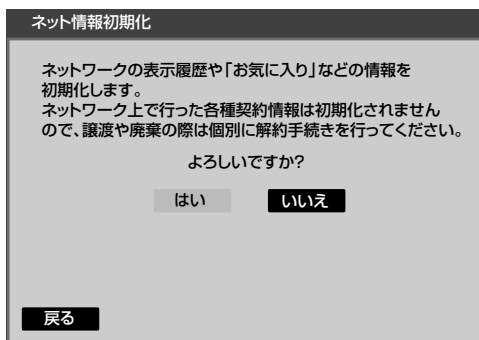 ネット情報初期化
ネットワークの表示履歴や「お気に入り」などの情報を
初期化します。
ネットワーク上で行った各種契約情報は初期化されません
ので、譲渡や廃棄の際は個別に解約手続きを行ってください。
よろしいですか?
はい いいえ
戻る